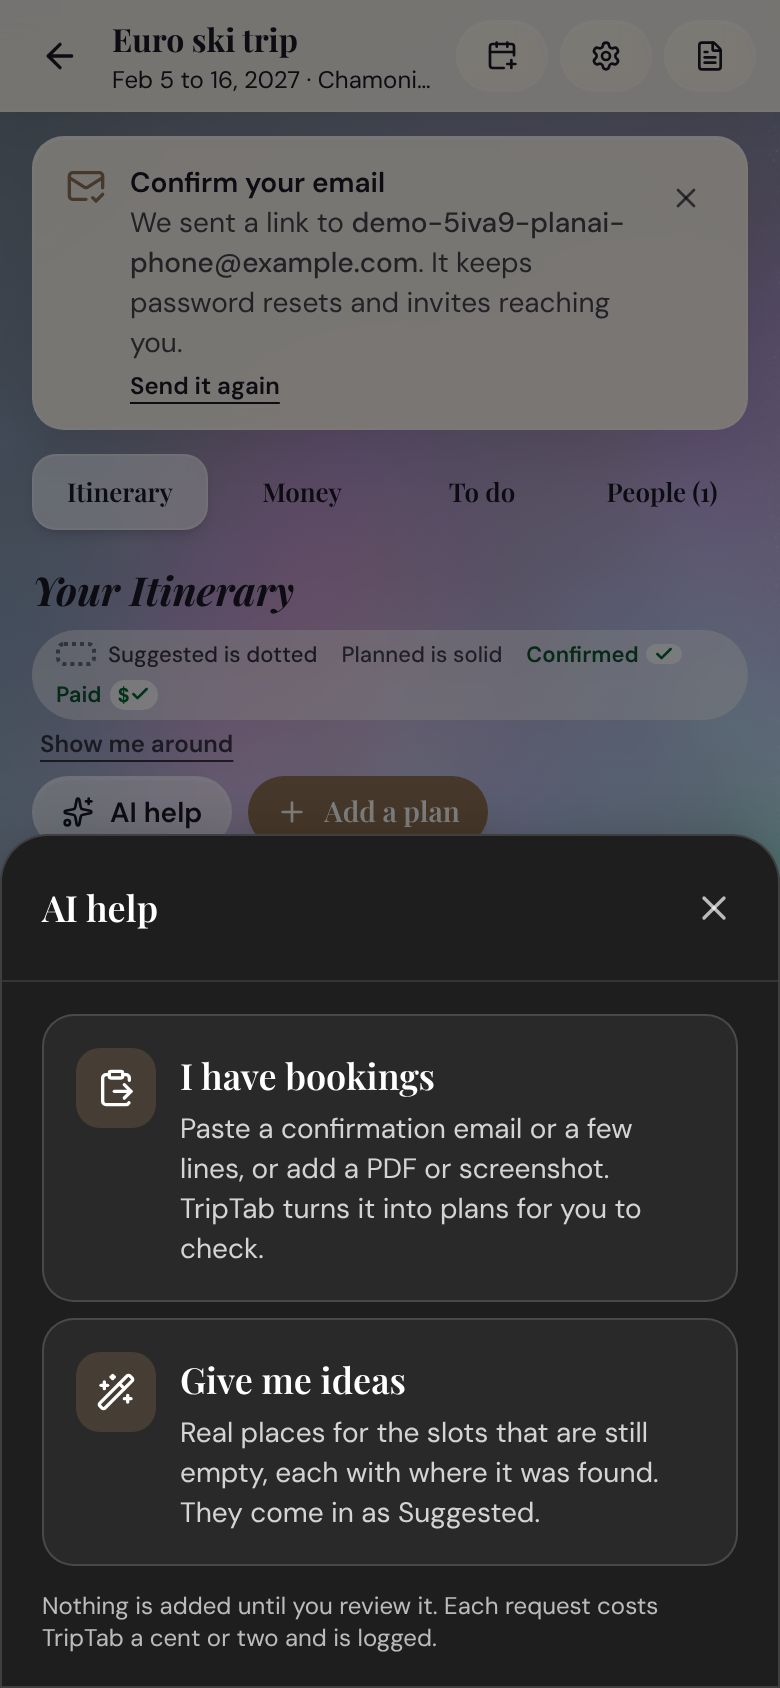 Euro ski trip
Feb 5 to 16, 2027 · Chamoni...
Confirm your email
We sent a link to demo-5iva9-planai-
phone@example.com. It keeps
password resets and invites reaching
you.
Send it again
Itinerary
Money
To do
People (1)
Your Itinerary
Suggested is dotted
Planned is solid
Confirmed
Paid $
Show me around
AI help
Add a plan
AI help
I have bookings
Paste a confirmation email or a few
lines, or add a PDF or screenshot.
TripTab turns it into plans for you to
check.
Give me ideas
Real places for the slots that are still
empty, each with where it was found.
They come in as Suggested.
Nothing is added until you review it. Each request costs
TripTab a cent or two and is logged.